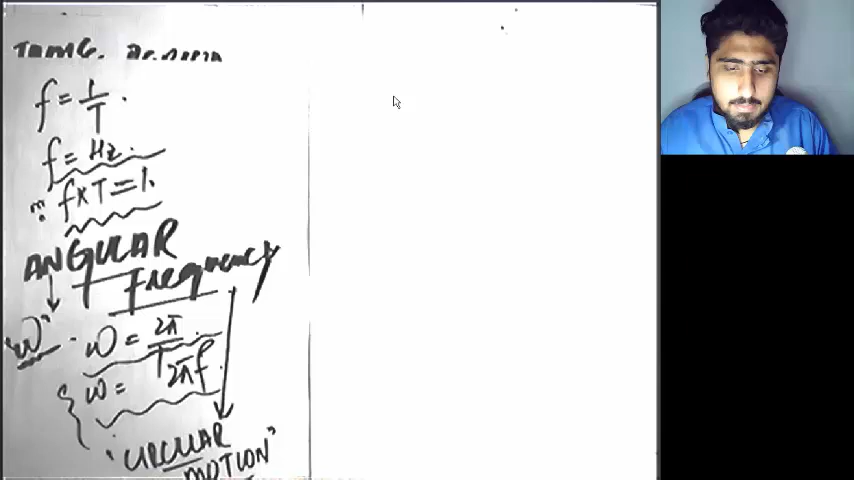 f = 1/T.
f = Hz.
f×T = 1.
ANGULAR
Frequency
"ω" . ω = 2π/T.
ω = 2πf.
"CIRCULAR
MOTION"